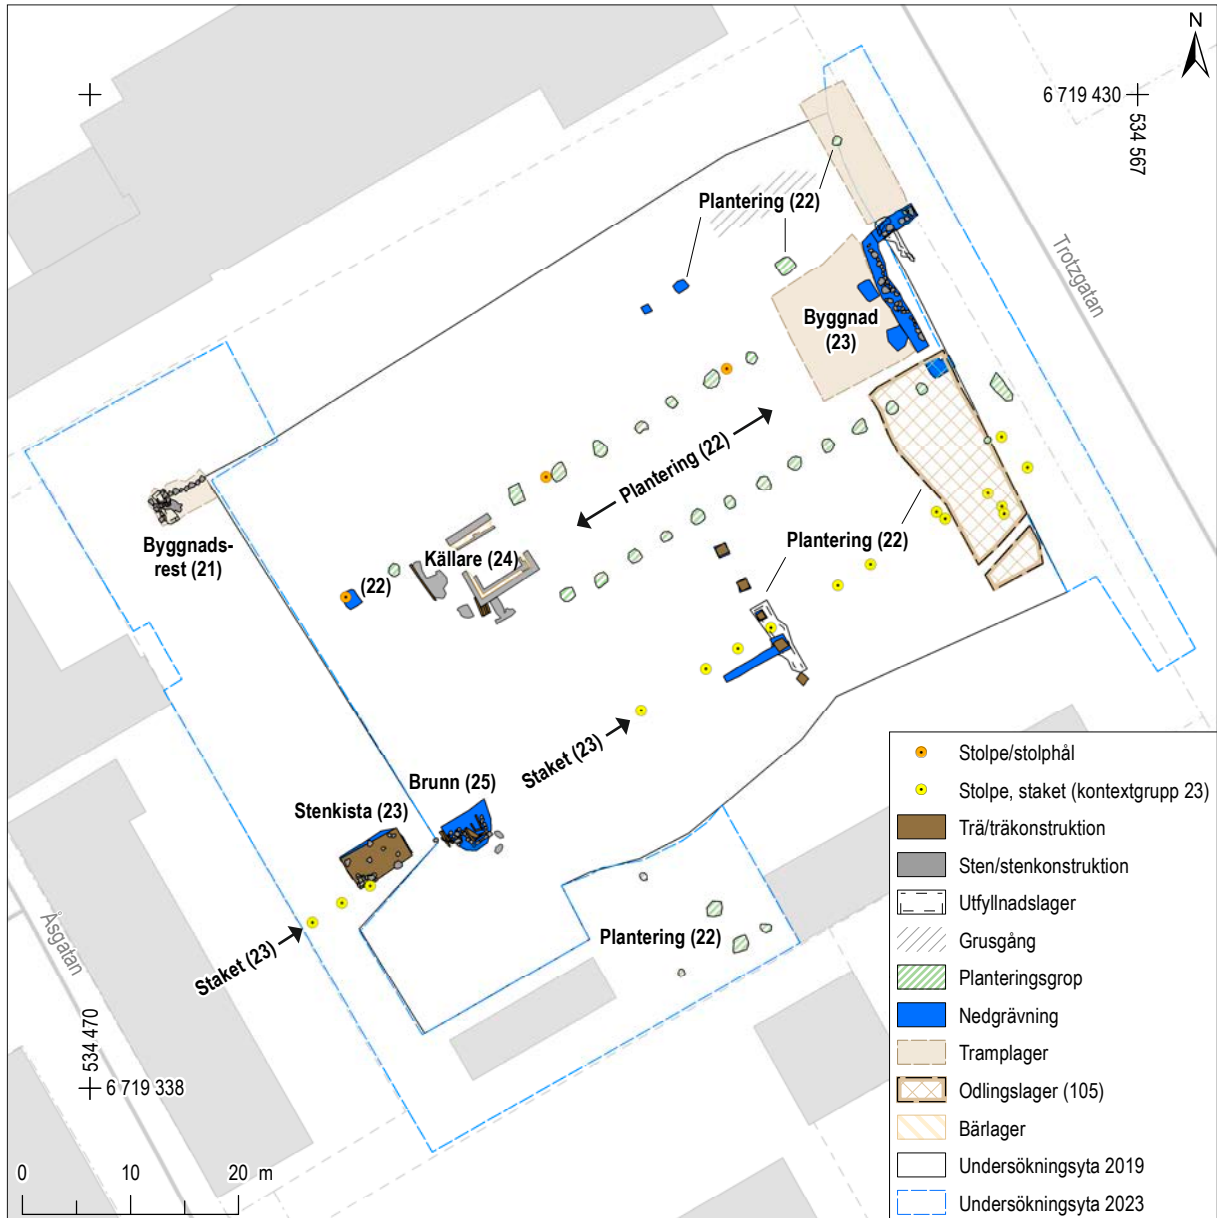 N
6 719 430
534 567
Trotzgatan
Plantering (22)
Byggnad
(23)
Plantering (22)
Byggnads-
rest (21)
Källare (24)
(22)
Plantering (22)
Staket (23)
Brunn (25)
Stenkista (23)
Staket (23)
Plantering (22)
Åsgatan
534 470
6 719 338
0 10 20 m
Stolpe/stolphål
Stolpe, staket (kontextgrupp 23)
Trä/träkonstruktion
Sten/stenkonstruktion
Utfyllnadslager
Grusgång
Planteringsgrop
Nedgrävning
Tramplager
Odlingslager (105)
Bärlager
Undersökningsyta 2019
Undersökningsyta 2023